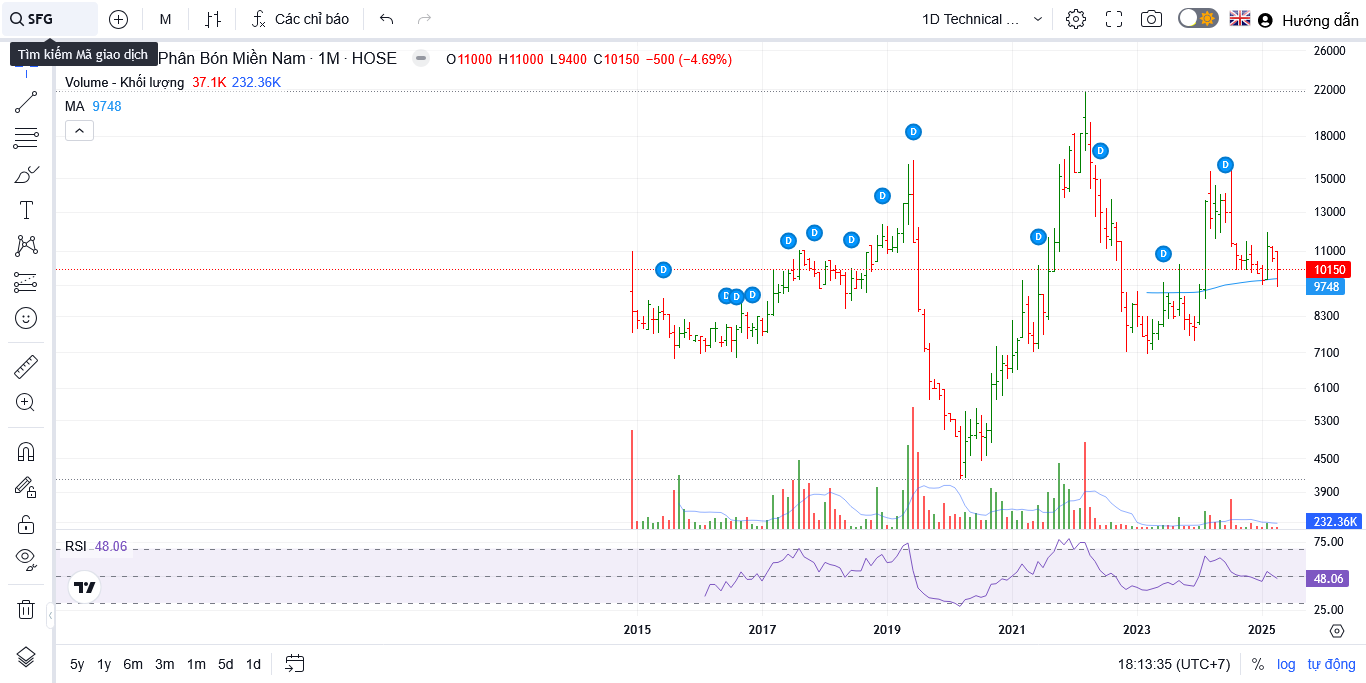 SFG M Các chỉ báo 1D Technical ... Hướng dẫn
Tìm kiếm Mã giao dịch
Phân Bón Miền Nam · 1M · HOSE O11000 H11000 L9400 C10150 −500 (−4.69%)
Volume - Khối lượng 37.1K 232.36K
MA 9748
26000
22000
18000
15000
13000
11000
10150
9748
8300
7100
6100
5300
4500
3900
232.36K
D
D
D
D
D
D
D
D
D
D
D
D
D
D
RSI 48.06
75.00
48.06
25.00
2015 2017 2019 2021 2023 2025
5y 1y 6m 3m 1m 5d 1d 18:13:35 (UTC+7) % log tự động